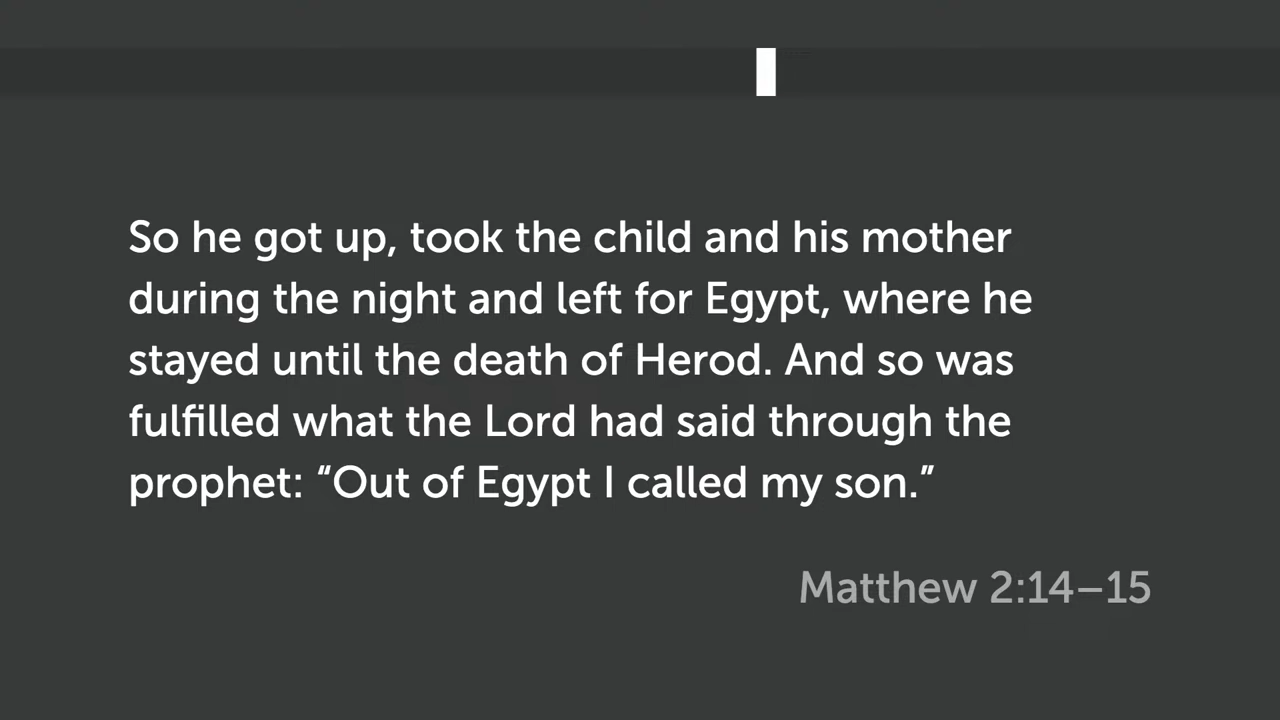 So he got up, took the child and his mother
during the night and left for Egypt, where he
stayed until the death of Herod. And so was
fulfilled what the Lord had said through the
prophet: “Out of Egypt I called my son.”
Matthew 2:14–15